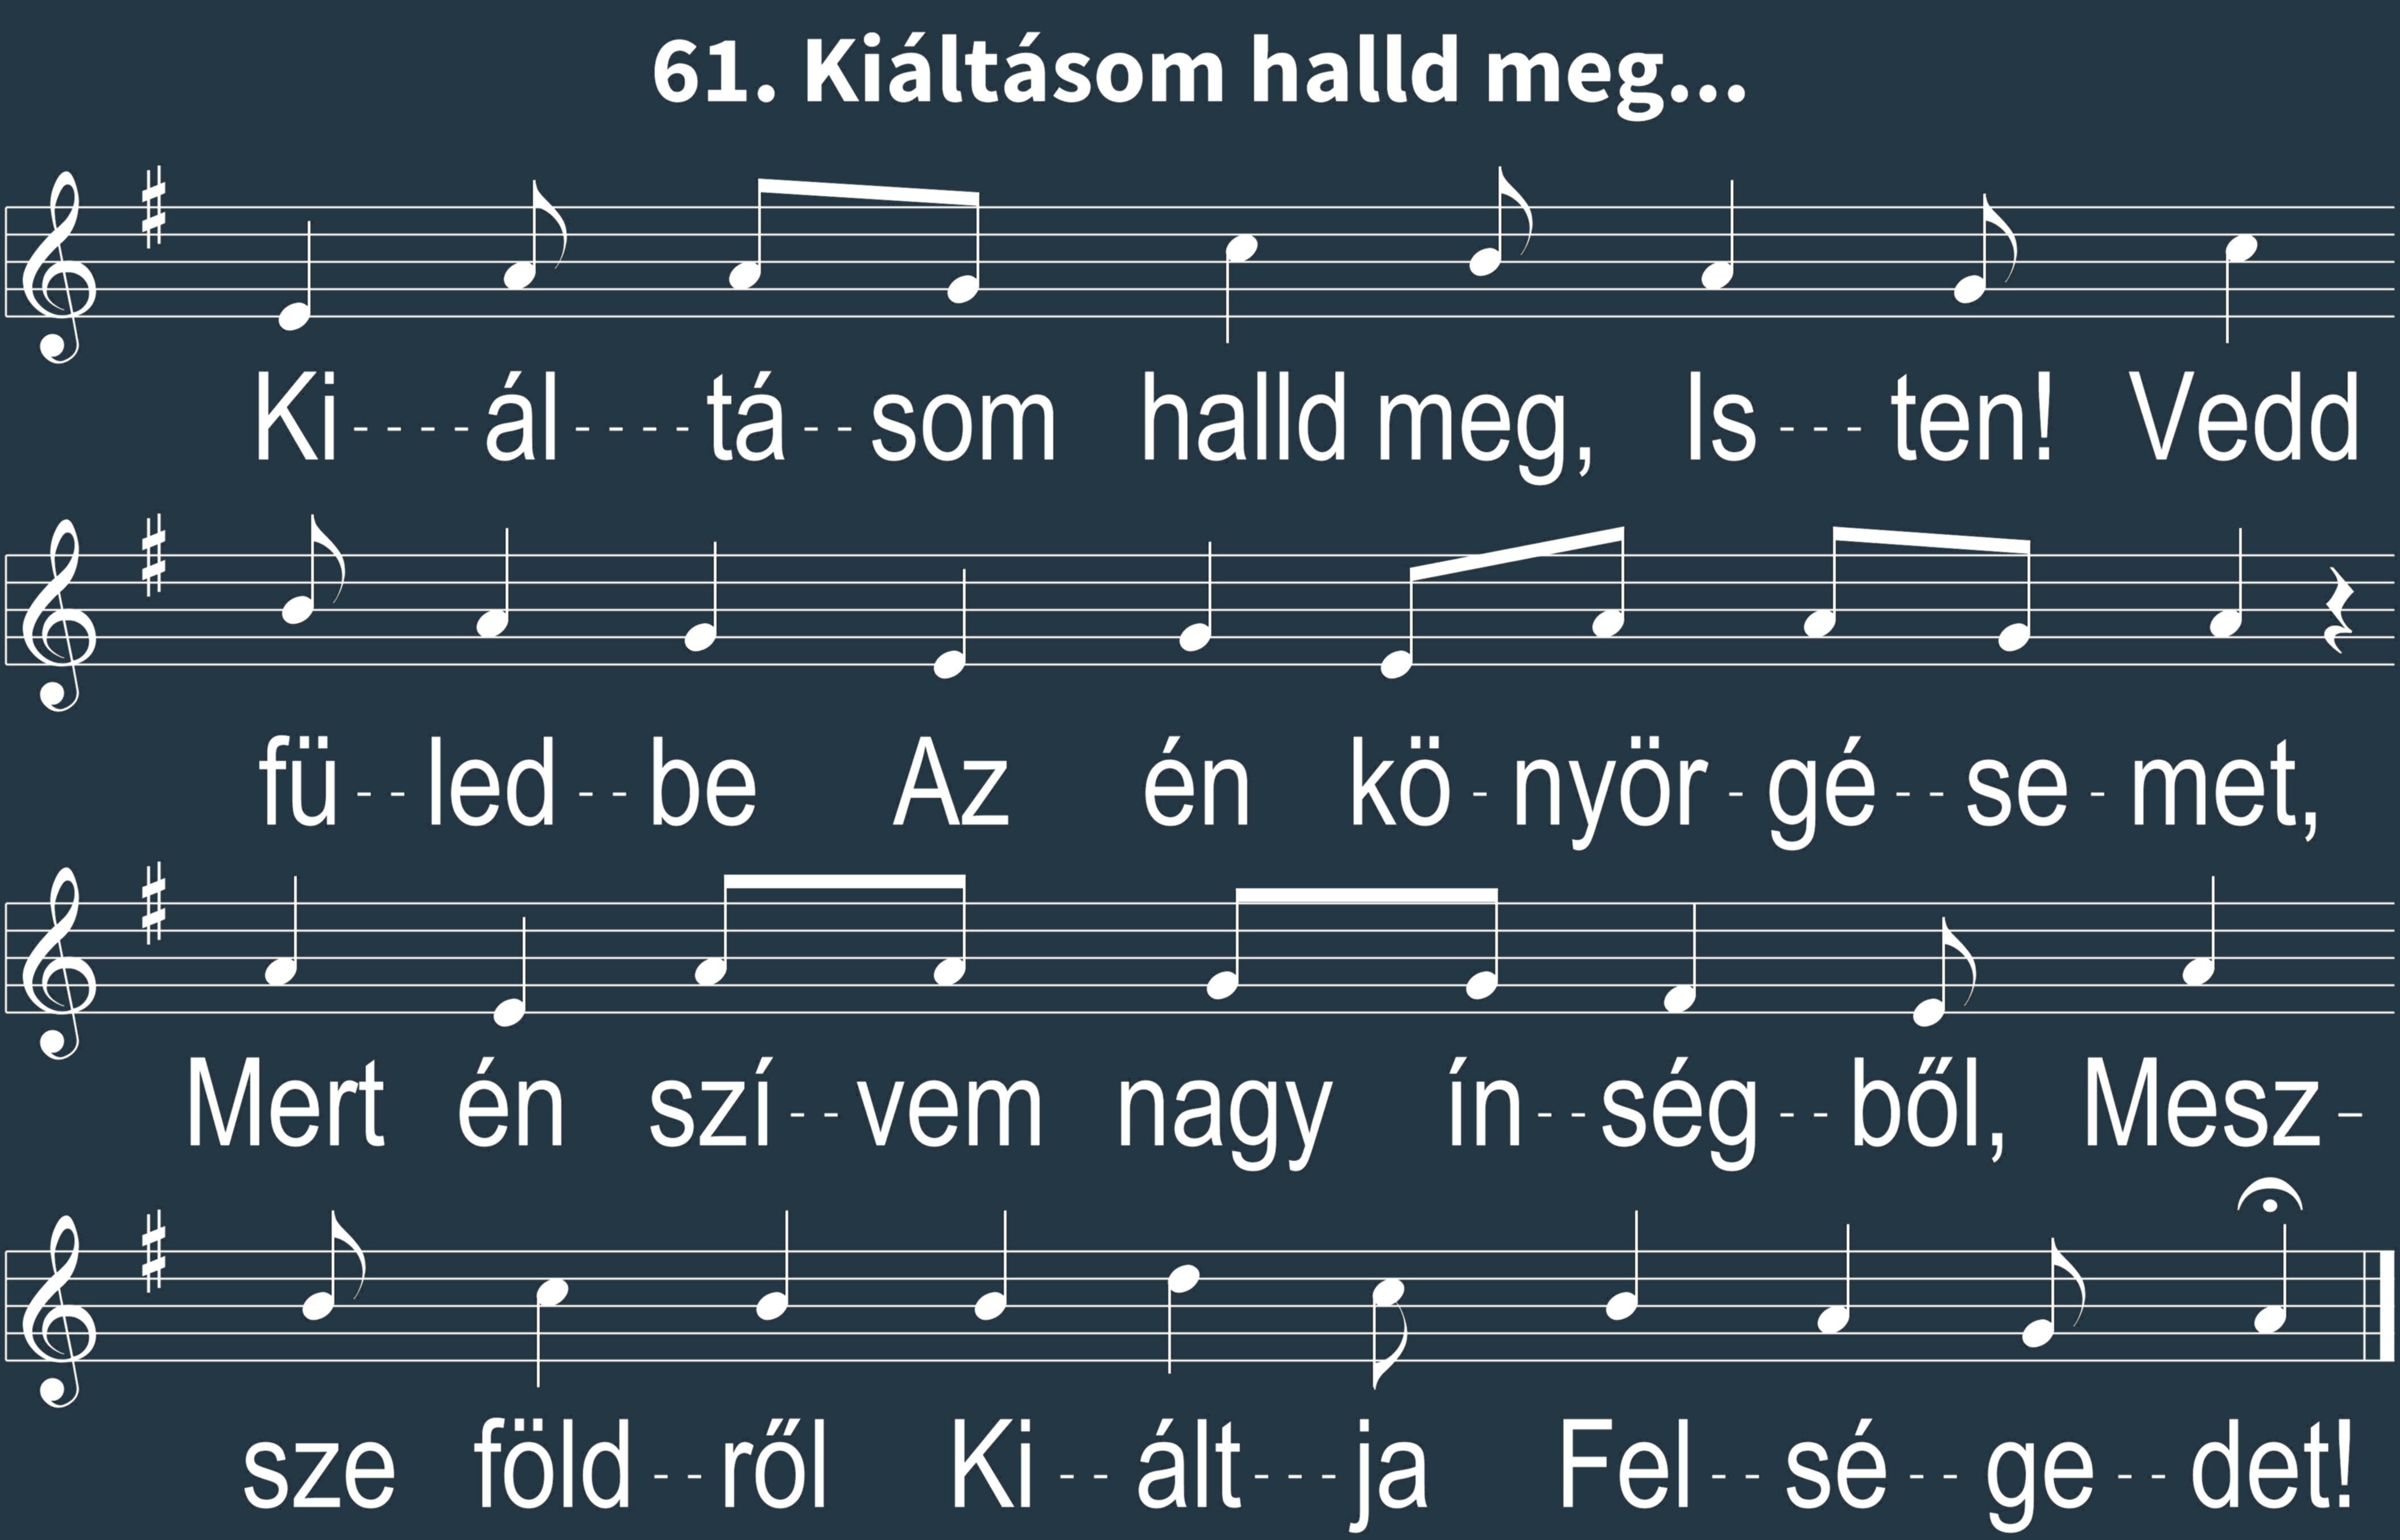 61. Kiáltásom halld meg...
Ki----ál----tá--som halld meg, Is---ten! Vedd
fü--led--be Az én kö-nyör-gé--se-met,
Mert én szí--vem nagy ín--ség--ből, Mesz-
sze föld--ről Ki--ált---ja Fel--sé--ge--det!